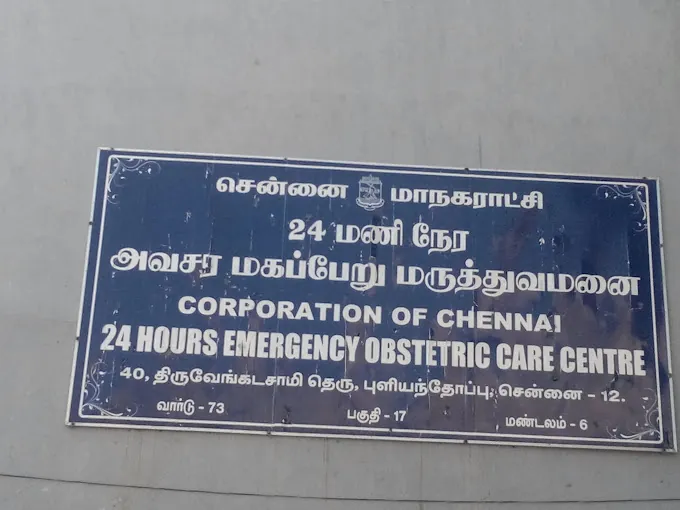 சென்னை மாநகராட்சி
24 மணி நேர
அவசர மகப்பேறு மருத்துவமனை
CORPORATION OF CHENNAI
24 HOURS EMERGENCY OBSTETRIC CARE CENTRE
40, திருவேங்கடசாமி தெரு, புளியந்தோப்பு, சென்னை - 12.
வார்டு - 73 பகுதி - 17 மண்டலம் - 6